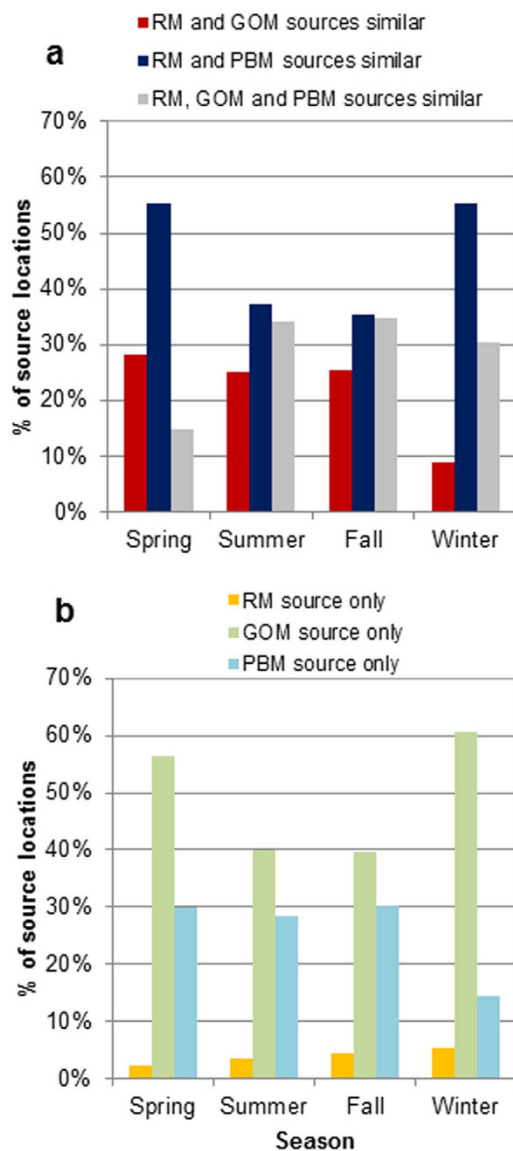 a
RM and GOM sources similar
RM and PBM sources similar
RM, GOM and PBM sources similar
% of source locations
70%
60%
50%
40%
30%
20%
10%
0%
Spring Summer Fall Winter
b
RM source only
GOM source only
PBM source only
% of source locations
70%
60%
50%
40%
30%
20%
10%
0%
Spring Summer Fall Winter
Season